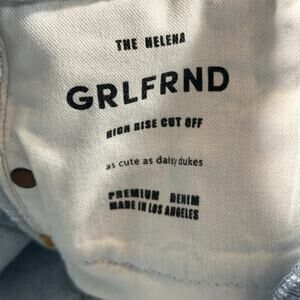 THE HELENA
GRLFRND
HIGH RISE CUT OFF
as cute as daisy dukes
PREMIUM DENIM
MADE IN LOS ANGELES